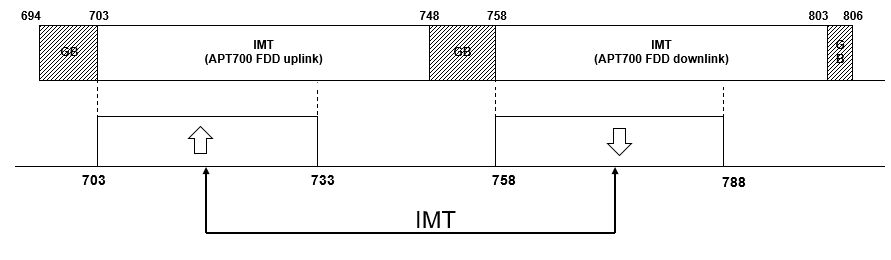 694 703 748 758 803 806
GB
IMT
(APT700 FDD uplink)
GB
IMT
(APT700 FDD downlink)
G
B
703 733 758 788
IMT